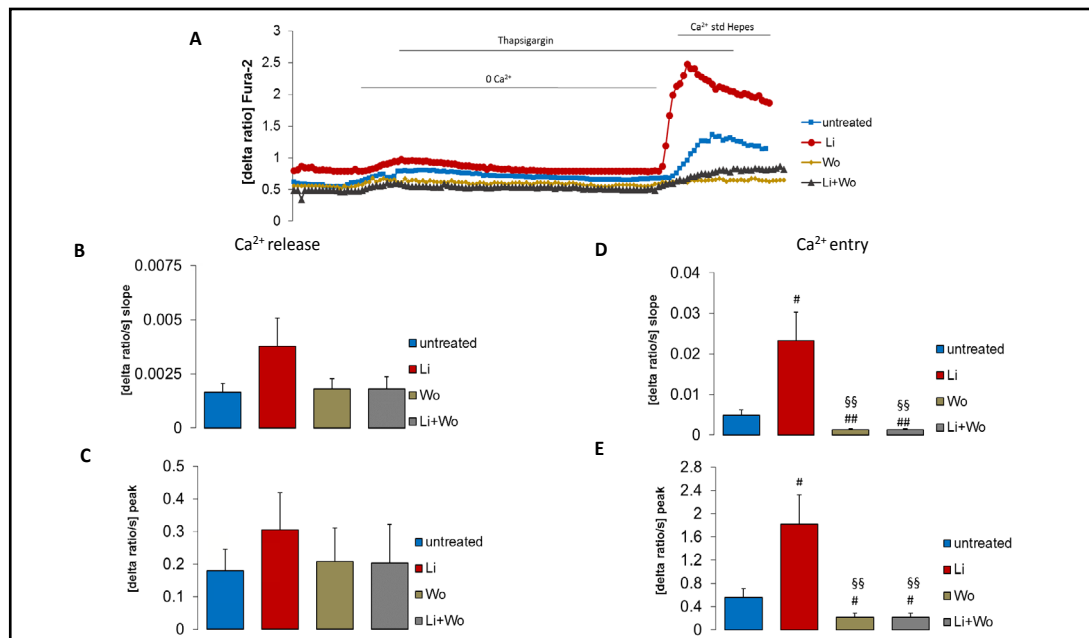 A
3
2.5
2
1.5
1
0.5
0
[delta ratio] Fura-2
Ca²⁺ std Hepes
Thapsigargin
0 Ca²⁺
untreated
Li
Wo
Li+Wo
B
Ca²⁺ release
0.0075
0.005
0.0025
0
[delta ratio/s] slope
untreated
Li
Wo
Li+Wo
C
0.5
0.4
0.3
0.2
0.1
0
[delta ratio/s] peak
untreated
Li
Wo
Li+Wo
D
Ca²⁺ entry
0.04
0.03
0.02
0.01
0
[delta ratio/s] slope
#
§§
##
§§
##
untreated
Li
Wo
Li+Wo
E
2.8
2.4
2
1.6
1.2
0.8
0.4
0
[delta ratio/s] peak
#
§§
#
§§
#
untreated
Li
Wo
Li+Wo